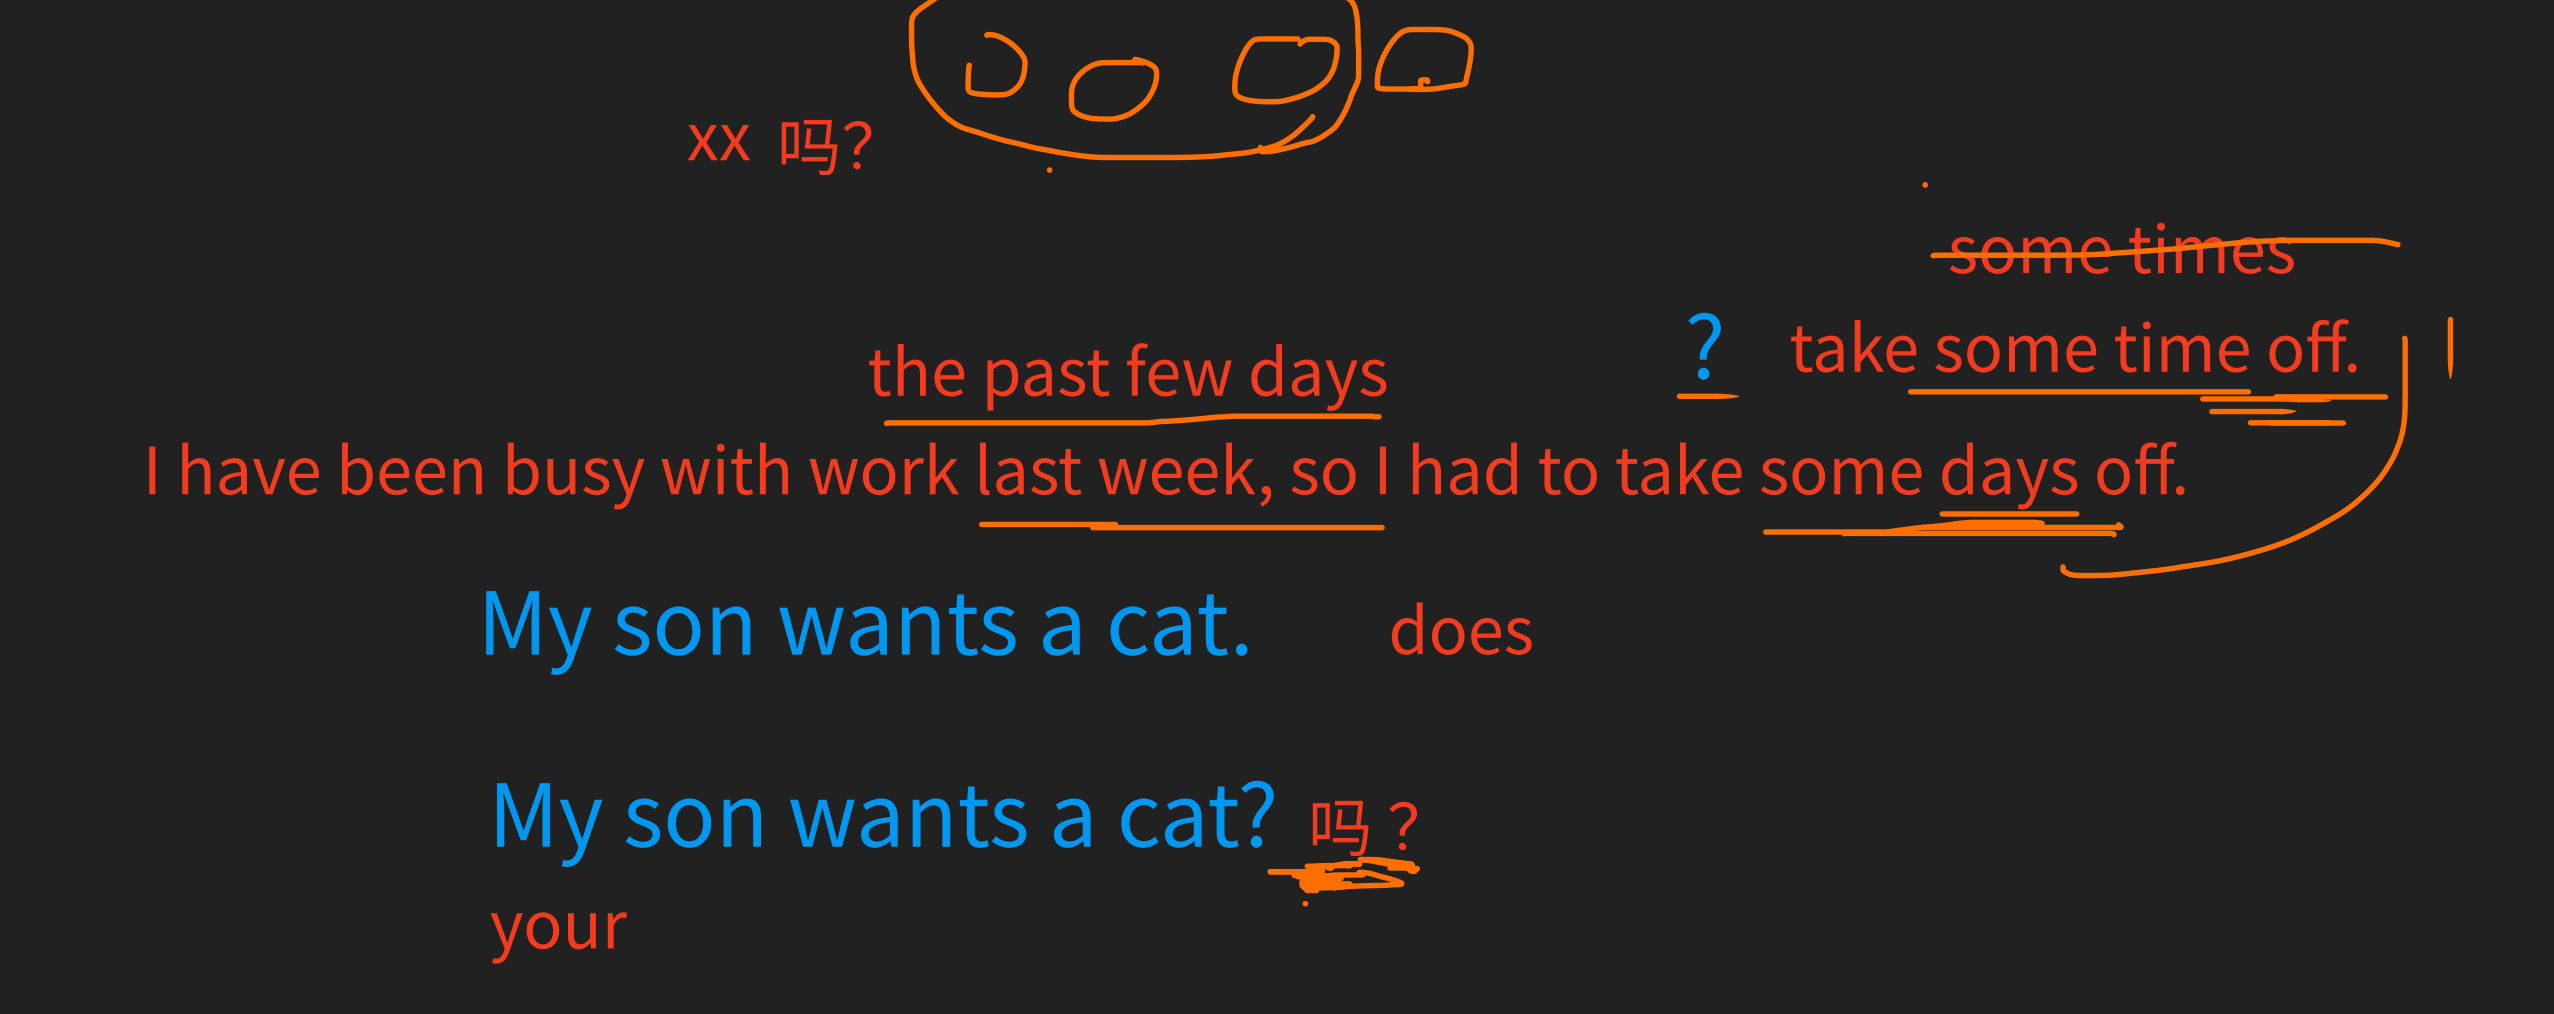 xx 吗？
some times
? take some time off.
the past few days
I have been busy with work last week, so I had to take some days off.
My son wants a cat. does
My son wants a cat? 吗？
your